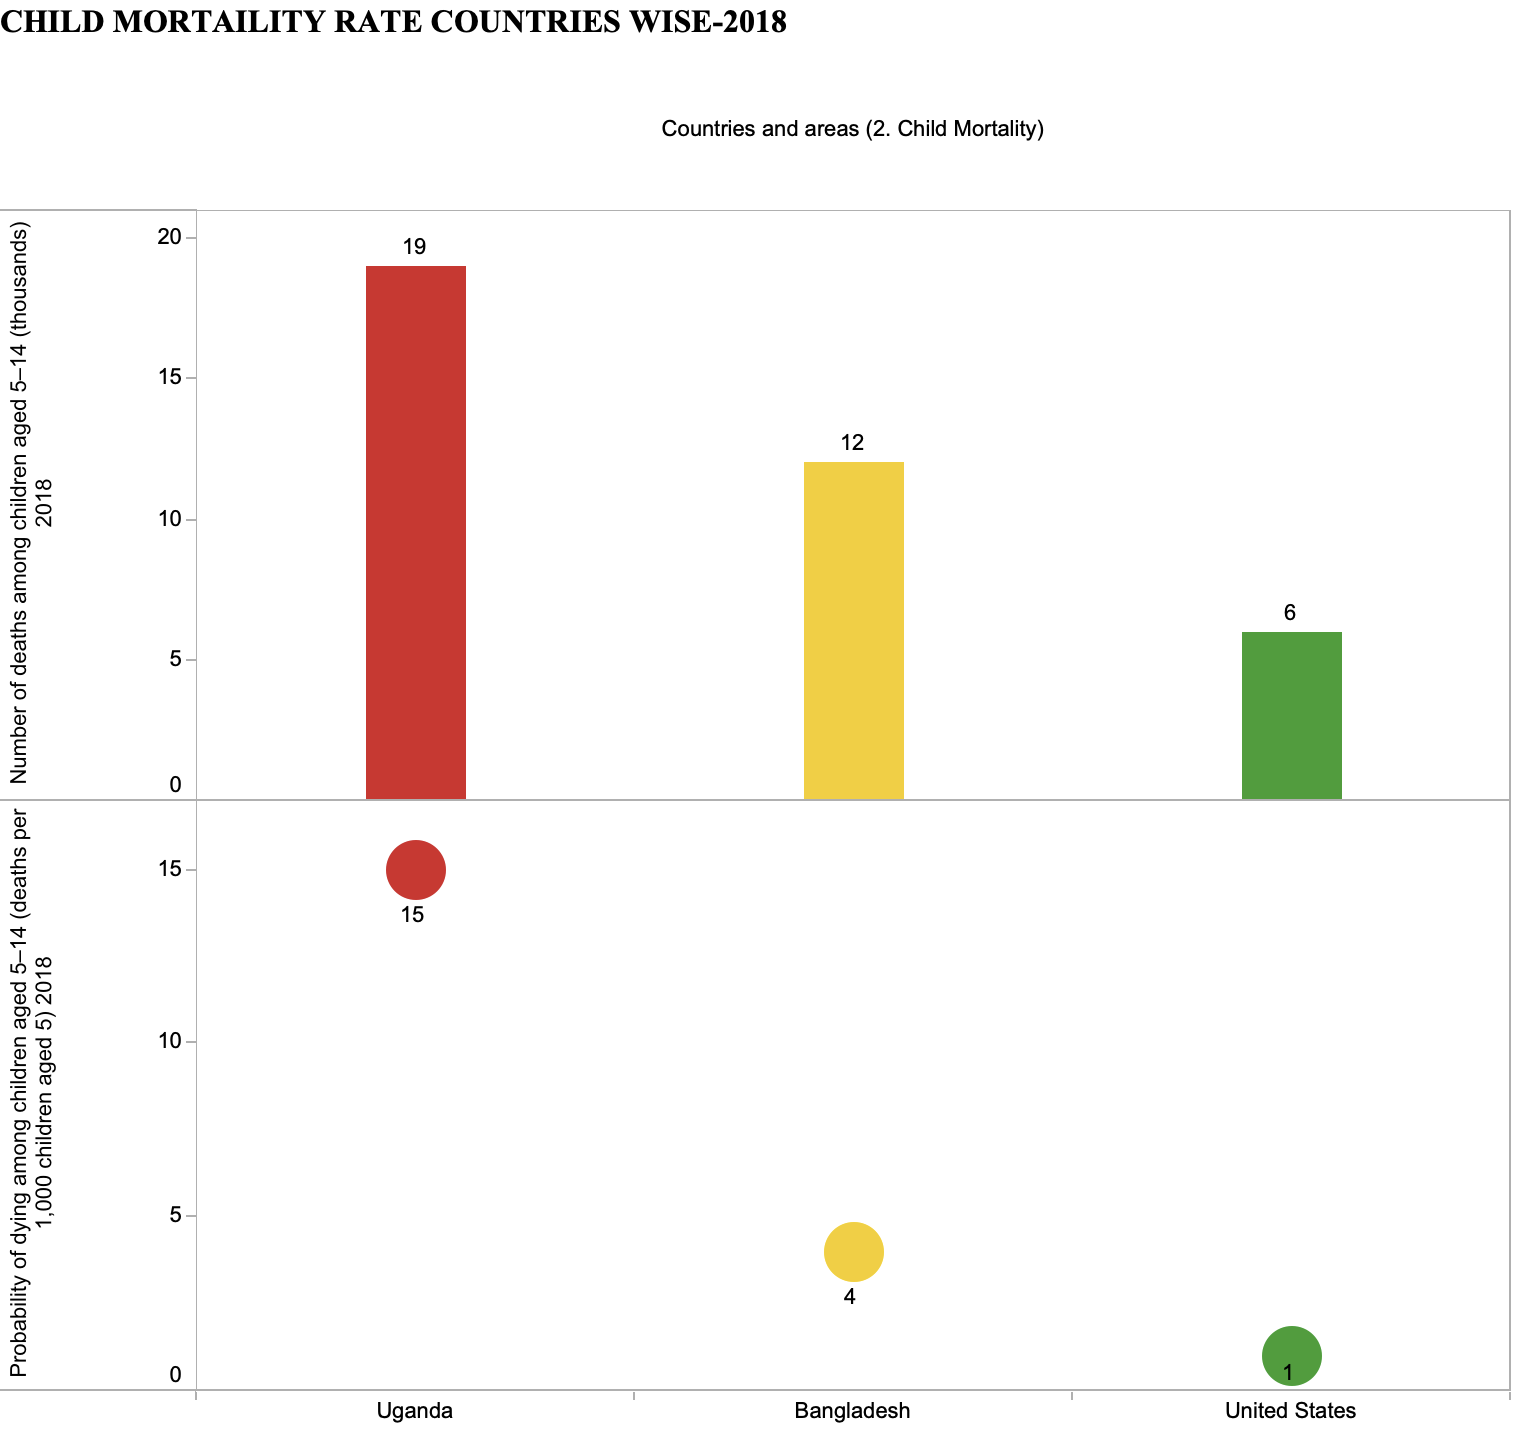 CHILD MORTAILITY RATE COUNTRIES WISE-2018
Countries and areas (2. Child Mortality)
Number of deaths among children aged 5–14 (thousands)
2018
20
15
10
5
0
19
12
6
Probability of dying among children aged 5–14 (deaths per
1,000 children aged 5) 2018
15
10
5
0
15
4
1
Uganda
Bangladesh
United States